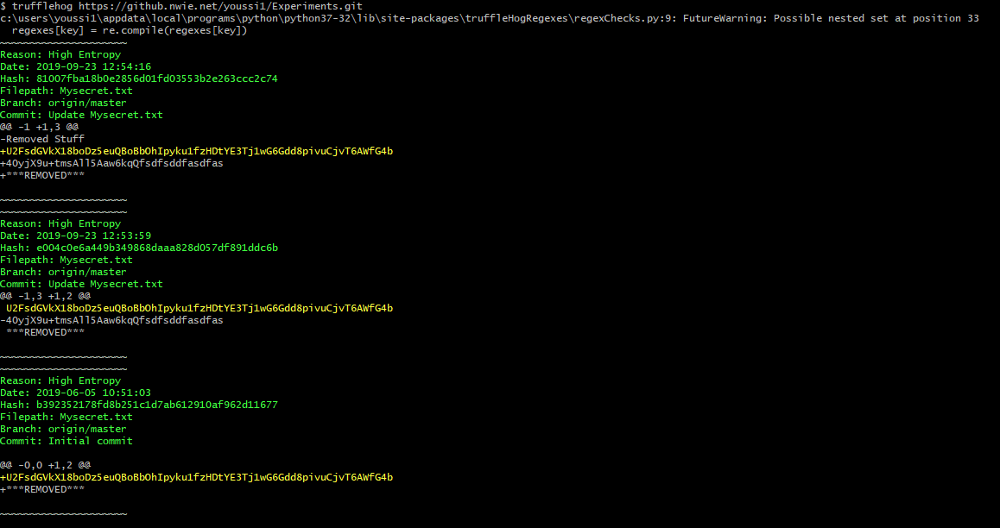 $ trufflehog https://github.nwie.net/youssi1/Experiments.git
c:\users\youssi1\appdata\local\programs\python\python37-32\lib\site-packages\truffleHogRegexes\regexChecks.py:9: FutureWarning: Possible nested set at position 33
  regexes[key] = re.compile(regexes[key])
~~~~~~~~~~~~~~~~~~~~~
Reason: High Entropy
Date: 2019-09-23 12:54:16
Hash: 81007fba18b0e2856d01fd03553b2e263ccc2c74
Filepath: Mysecret.txt
Branch: origin/master
Commit: Update Mysecret.txt
@@ -1 +1,3 @@
-Removed Stuff
+U2FsdGVkX18boDz5euQBoBbOhIpyku1fzHDtYE3Tj1wG6Gdd8pivuCjvT6AWfG4b
+4OyjX9u+tmsAll5Aaw6kqQfsdfsddfasdfas
+***REMOVED***
~~~~~~~~~~~~~~~~~~~~~
~~~~~~~~~~~~~~~~~~~~~
Reason: High Entropy
Date: 2019-09-23 12:53:59
Hash: e004c0e6a449b349868daaa828d057df891ddc6b
Filepath: Mysecret.txt
Branch: origin/master
Commit: Update Mysecret.txt
@@ -1,3 +1,2 @@
 U2FsdGVkX18boDz5euQBoBbOhIpyku1fzHDtYE3Tj1wG6Gdd8pivuCjvT6AWfG4b
-4OyjX9u+tmsAll5Aaw6kqQfsdfsddfasdfas
 ***REMOVED***
~~~~~~~~~~~~~~~~~~~~~
~~~~~~~~~~~~~~~~~~~~~
Reason: High Entropy
Date: 2019-06-05 10:51:03
Hash: b392352178fd8b251c1d7ab612910af962d11677
Filepath: Mysecret.txt
Branch: origin/master
Commit: Initial commit
@@ -0,0 +1,2 @@
+U2FsdGVkX18boDz5euQBoBbOhIpyku1fzHDtYE3Tj1wG6Gdd8pivuCjvT6AWfG4b
+***REMOVED***
~~~~~~~~~~~~~~~~~~~~~